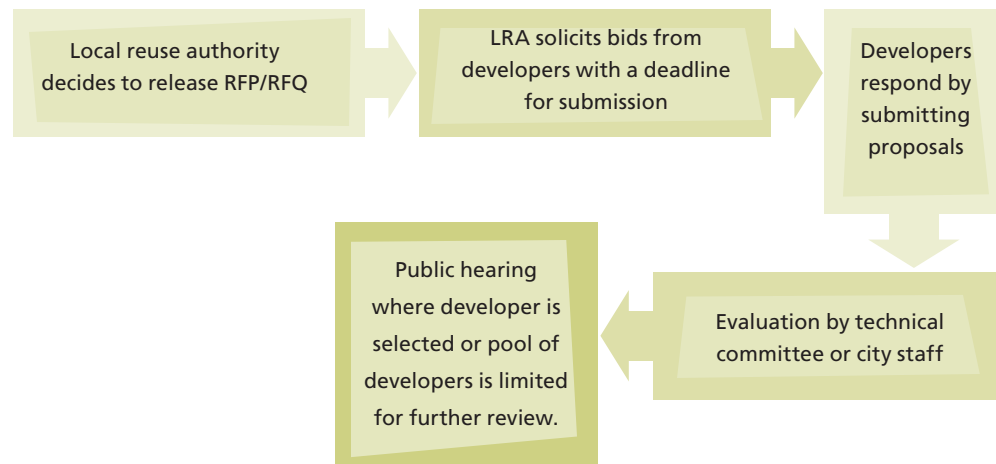 Local reuse authority
decides to release RFP/RFQ
LRA solicits bids from
developers with a deadline
for submission
Developers
respond by
submitting
proposals
Evaluation by technical
committee or city staff
Public hearing
where developer is
selected or pool of
developers is limited
for further review.